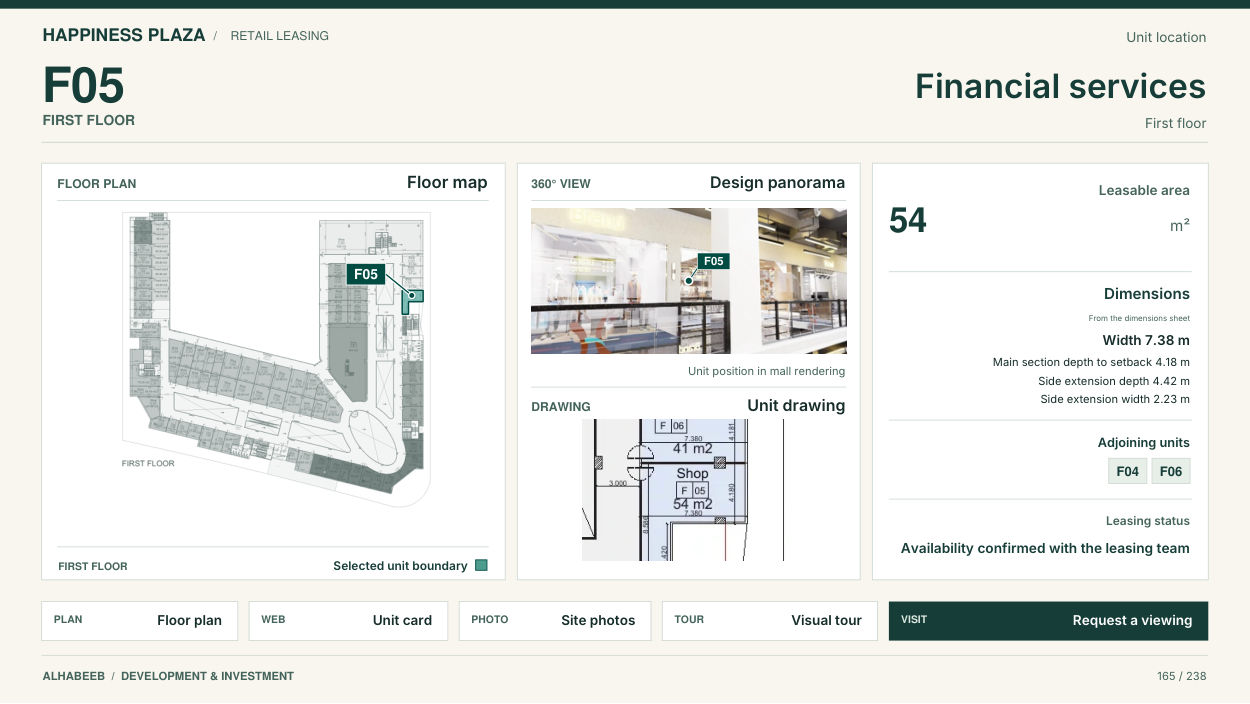 HAPPINESS PLAZA / RETAIL LEASING
Unit location
F05
Financial services
FIRST FLOOR
First floor
FLOOR PLAN
Floor map
F05
FIRST FLOOR
FIRST FLOOR
Selected unit boundary
360° VIEW
Design panorama
F05
Unit position in mall rendering
DRAWING
Unit drawing
F 06
7.380
4.181
41 m2
Shop
3.000
F 05
4.180
54 m2
7.380
420
Leasable area
54
m²
Dimensions
From the dimensions sheet
Width 7.38 m
Main section depth to setback 4.18 m
Side extension depth 4.42 m
Side extension width 2.23 m
Adjoining units
F04
F06
Leasing status
Availability confirmed with the leasing team
PLAN
Floor plan
WEB
Unit card
PHOTO
Site photos
TOUR
Visual tour
VISIT
Request a viewing
ALHABEEB / DEVELOPMENT & INVESTMENT
165 / 238